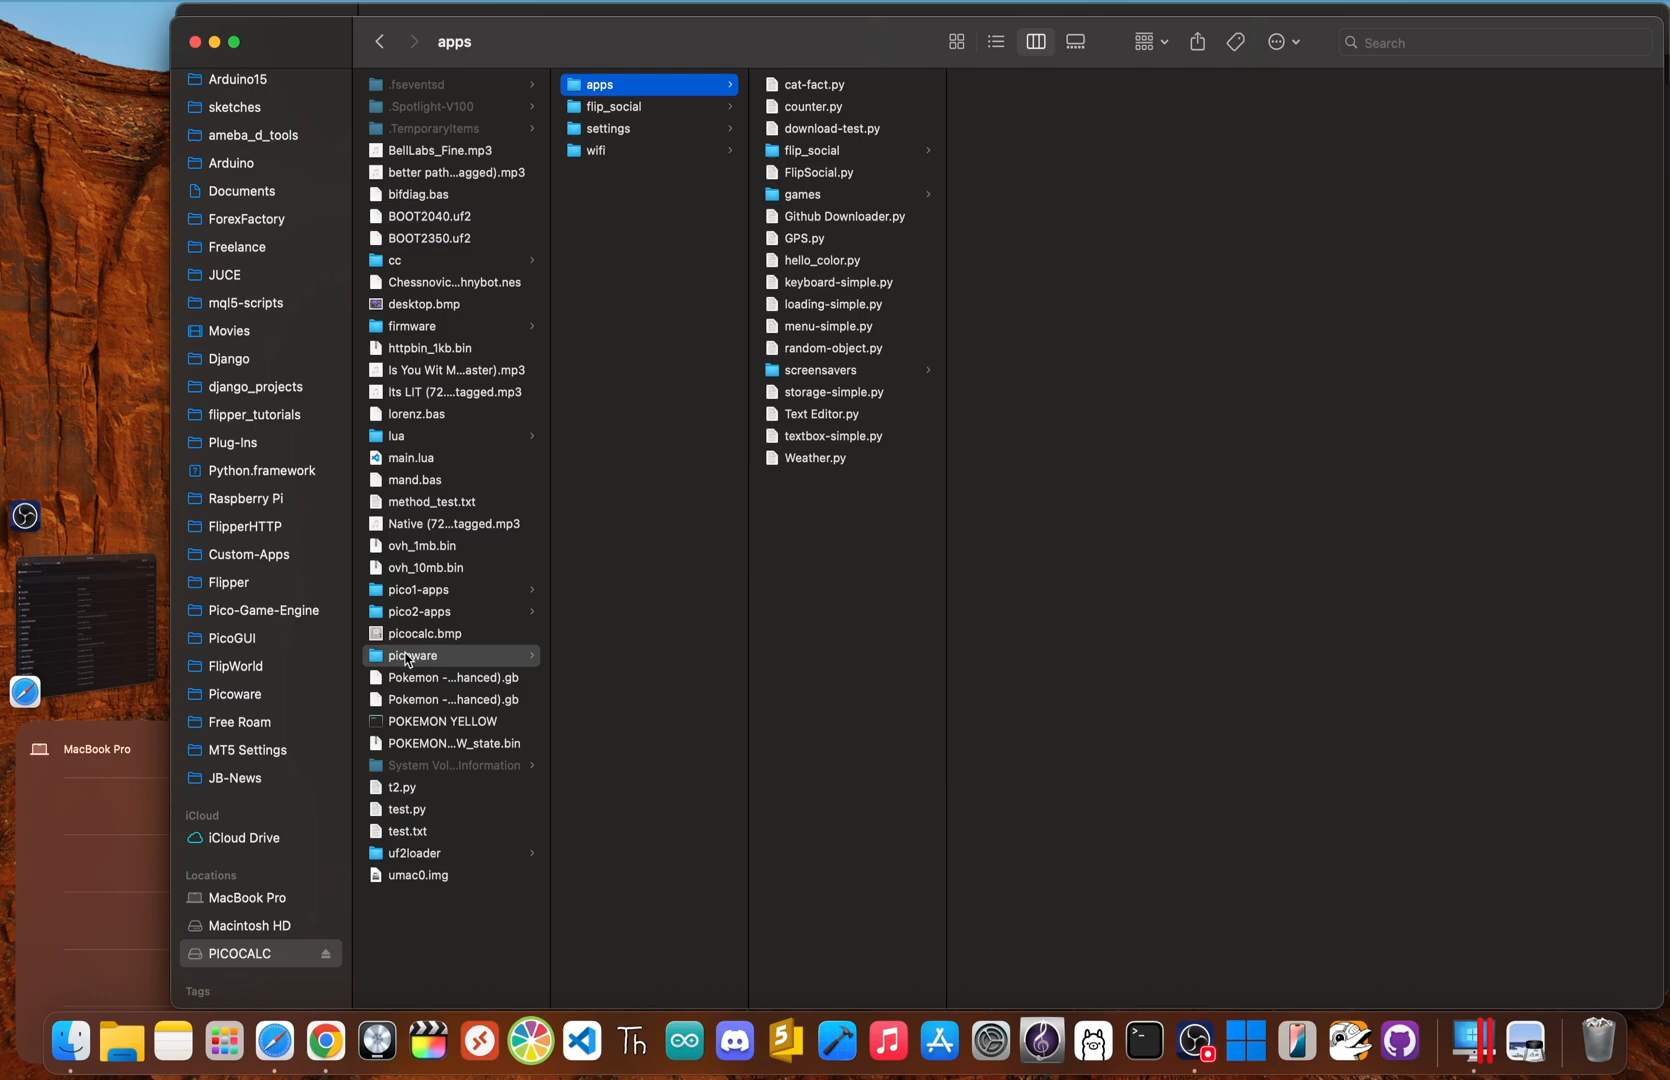 apps
Search
Arduino15
sketches
ameba_d_tools
Arduino
Documents
ForexFactory
Freelance
JUCE
mql5-scripts
Movies
Django
django_projects
flipper_tutorials
Plug-Ins
Python.framework
Raspberry Pi
FlipperHTTP
Custom-Apps
Flipper
Pico-Game-Engine
PicoGUI
FlipWorld
Picoware
Free Roam
MT5 Settings
JB-News
iCloud
iCloud Drive
Locations
MacBook Pro
Macintosh HD
PICOCALC
Tags
.fseventsd
.Spotlight-V100
.TemporaryItems
BellLabs_Fine.mp3
better path...agged).mp3
bifdiag.bas
BOOT2040.uf2
BOOT2350.uf2
cc
Chessnovic...hnybot.nes
desktop.bmp
firmware
httpbin_1kb.bin
Is You Wit M...aster).mp3
Its LIT (72....tagged.mp3
lorenz.bas
lua
main.lua
mand.bas
method_test.txt
Native (72...tagged.mp3
ovh_1mb.bin
ovh_10mb.bin
pico1-apps
pico2-apps
picocalc.bmp
picoware
Pokemon -...hanced).gb
Pokemon -...hanced).gb
POKEMON YELLOW
POKEMON...W_state.bin
System Vol...Information
t2.py
test.py
test.txt
uf2loader
umac0.img
apps
flip_social
settings
wifi
cat-fact.py
counter.py
download-test.py
flip_social
FlipSocial.py
games
Github Downloader.py
GPS.py
hello_color.py
keyboard-simple.py
loading-simple.py
menu-simple.py
random-object.py
screensavers
storage-simple.py
Text Editor.py
textbox-simple.py
Weather.py
MacBook Pro
Th
5